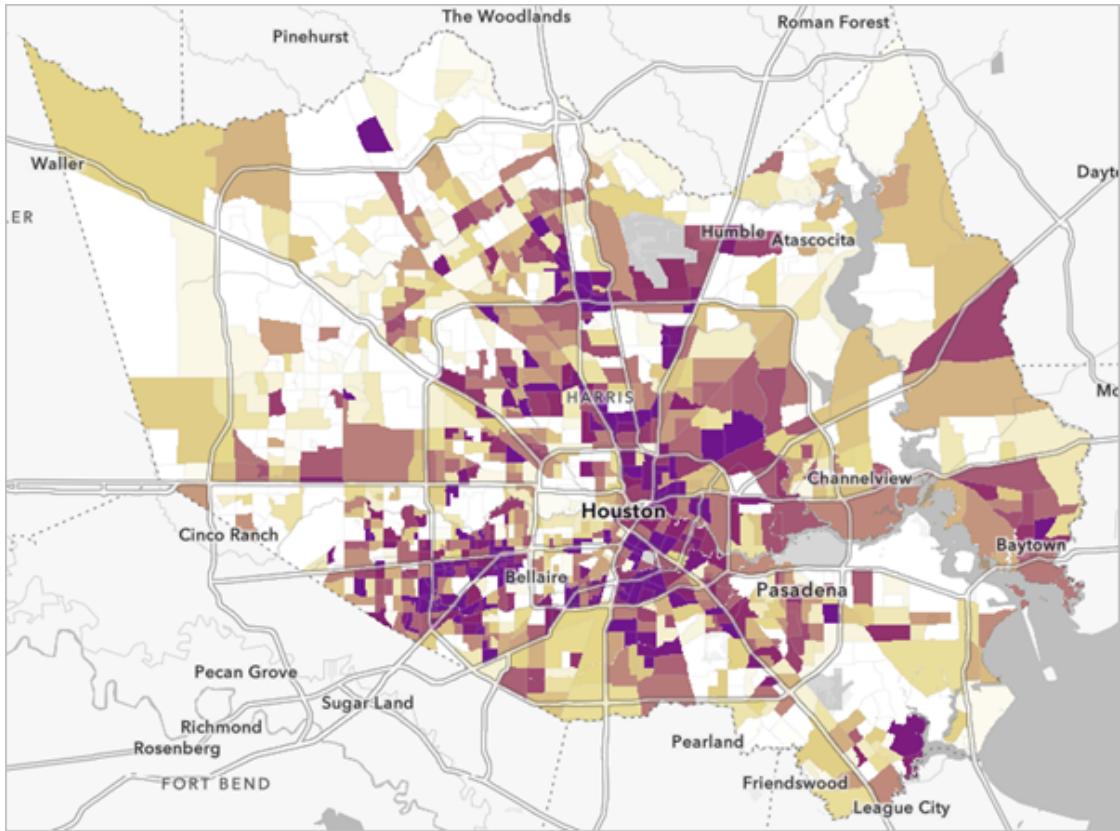 The Woodlands
Roman Forest
Pinehurst
Waller
Dayt
ER
Humble
Atascocita
HARRIS
Mo
Channelview
Houston
Cinco Ranch
Baytown
Bellaire
Pasadena
Pecan Grove
Sugar Land
Richmond
Rosenberg
Pearland
FORT BEND
Friendswood
League City